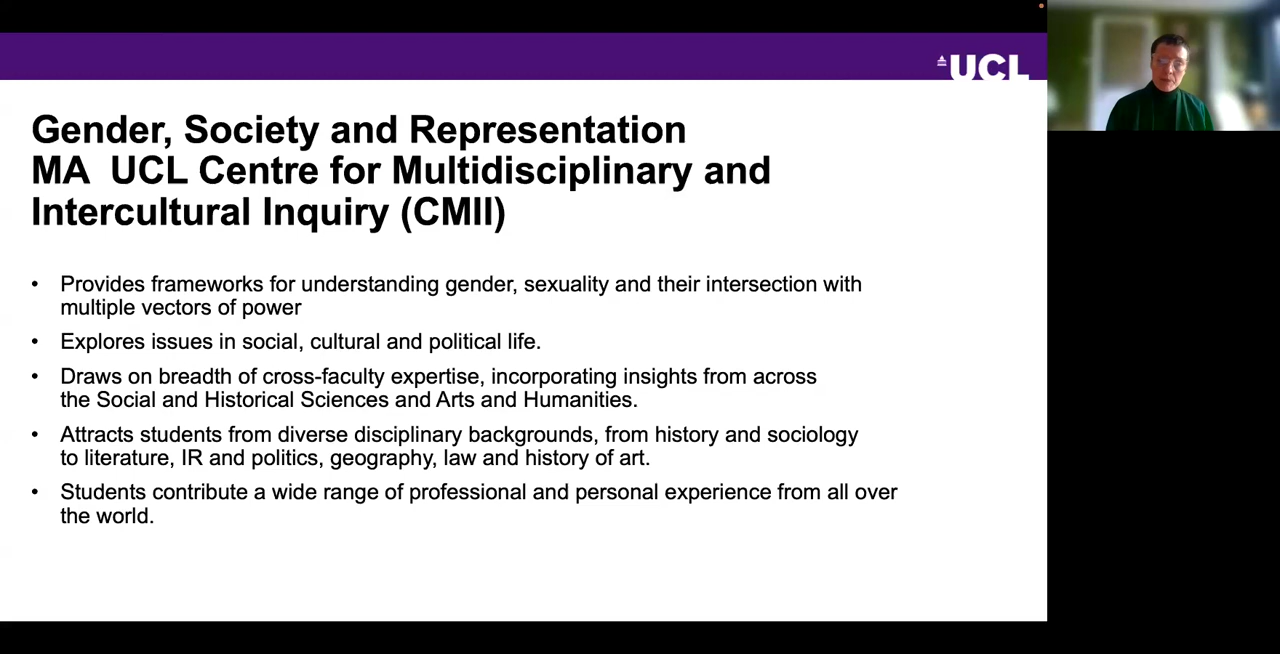 UCL
Gender, Society and Representation
MA UCL Centre for Multidisciplinary and
Intercultural Inquiry (CMII)
• Provides frameworks for understanding gender, sexuality and their intersection with
multiple vectors of power
• Explores issues in social, cultural and political life.
• Draws on breadth of cross-faculty expertise, incorporating insights from across
the Social and Historical Sciences and Arts and Humanities.
• Attracts students from diverse disciplinary backgrounds, from history and sociology
to literature, IR and politics, geography, law and history of art.
• Students contribute a wide range of professional and personal experience from all over
the world.